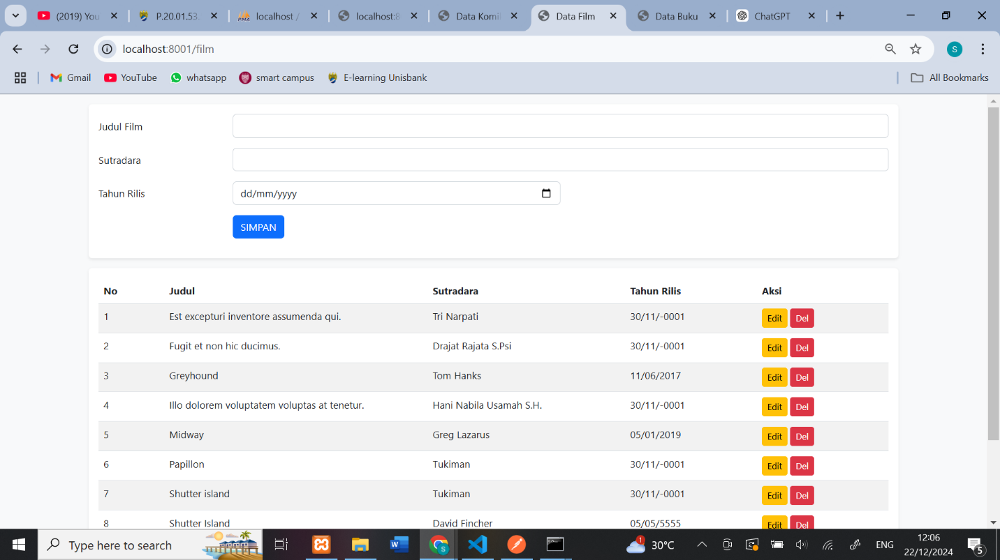 (2019) You
P.20.01.53.
localhost /
localhost:8
Data Komil
Data Film
Data Buku
ChatGPT
localhost:8001/film
S
Gmail
YouTube
whatsapp
smart campus
E-learning Unisbank
All Bookmarks
Judul Film
Sutradara
Tahun Rilis
dd/mm/yyyy
SIMPAN
No Judul Sutradara Tahun Rilis Aksi
1 Est excepturi inventore assumenda qui. Tri Narpati 30/11/-0001 Edit Del
2 Fugit et non hic ducimus. Drajat Rajata S.Psi 30/11/-0001 Edit Del
3 Greyhound Tom Hanks 11/06/2017 Edit Del
4 Illo dolorem voluptatem voluptas at tenetur. Hani Nabila Usamah S.H. 30/11/-0001 Edit Del
5 Midway Greg Lazarus 05/01/2019 Edit Del
6 Papillon Tukiman 30/11/-0001 Edit Del
7 Shutter island Tukiman 30/11/-0001 Edit Del
8 Shutter Island David Fincher 05/05/5555 Edit Del
Type here to search
1
30°C
ENG
12:06
22/12/2024
5